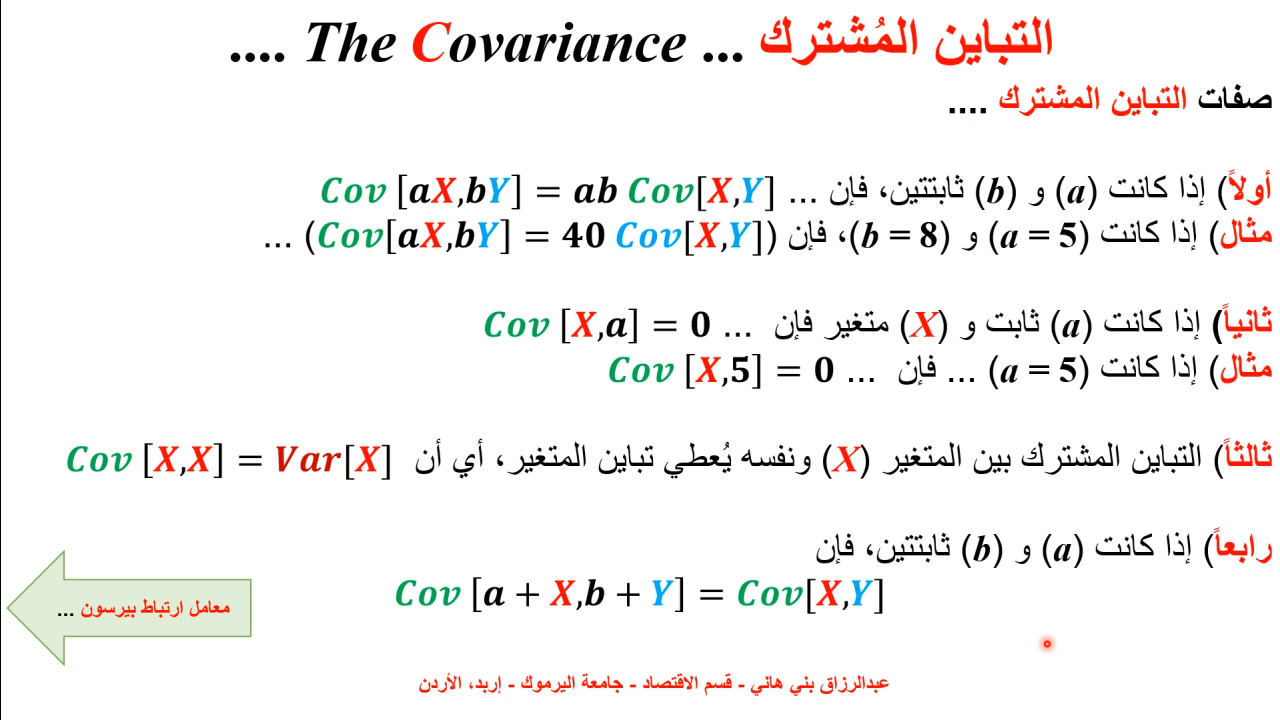 التباين المُشترك ... The Covariance ....
صفات التباين المشترك ....
أولاً) إذا كانت (a) و (b) ثابتتين، فإن ... Cov [aX,bY] = ab Cov[X,Y]
مثال) إذا كانت (a = 5) و (b = 8)، فإن (Cov[aX,bY] = 40 Cov[X,Y]) ...
ثانياً) إذا كانت (a) ثابت و (X) متغير فإن ... Cov [X,a] = 0
مثال) إذا كانت (a = 5) ... فإن ... Cov [X,5] = 0
ثالثاً) التباين المشترك بين المتغير (X) ونفسه يُعطي تباين المتغير، أي أن Cov [X,X] = Var[X]
رابعاً) إذا كانت (a) و (b) ثابتتين، فإن
Cov [a + X,b + Y] = Cov[X,Y]
معامل ارتباط بيرسون ...
عبدالرزاق بني هاني - قسم الاقتصاد - جامعة اليرموك - إربد، الأردن